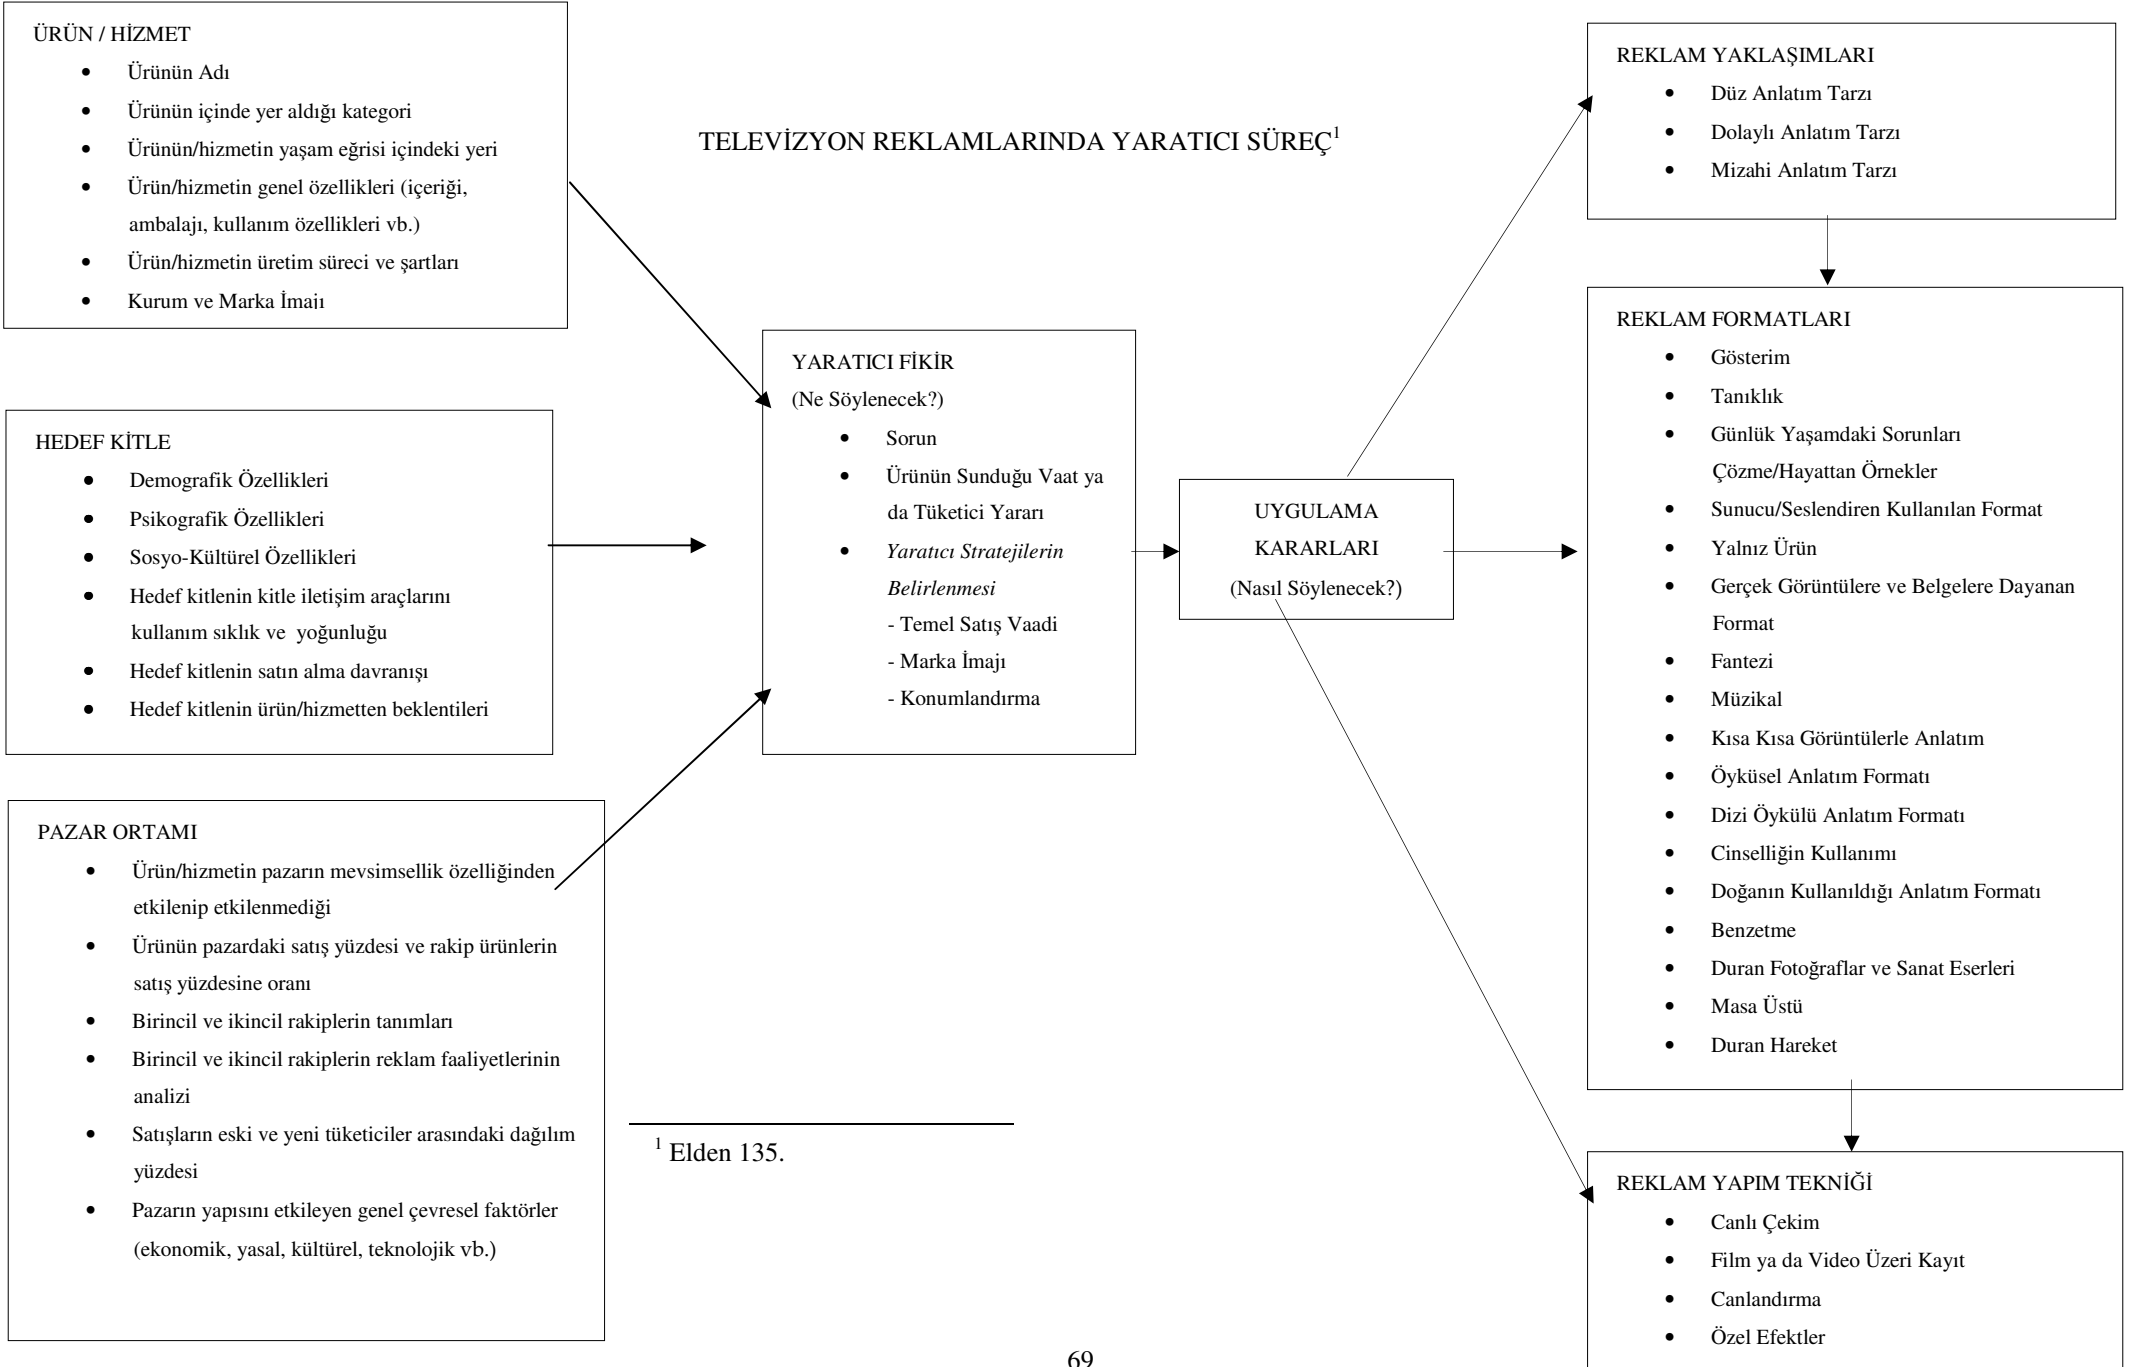 ÜRÜN / HİZMET
• Ürünün Adı
• Ürünün içinde yer aldığı kategori
• Ürünün/hizmetin yaşam eğrisi içindeki yeri
• Ürün/hizmetin genel özellikleri (içeriği,
ambalajı, kullanım özellikleri vb.)
• Ürün/hizmetin üretim süreci ve şartları
• Kurum ve Marka İmajı
HEDEF KİTLE
• Demografik Özellikleri
• Psikografik Özellikleri
• Sosyo-Kültürel Özellikleri
• Hedef kitlenin kitle iletişim araçlarını
kullanım sıklık ve yoğunluğu
• Hedef kitlenin satın alma davranışı
• Hedef kitlenin ürün/hizmetten beklentileri
PAZAR ORTAMI
• Ürün/hizmetin pazarın mevsimsellik özelliğinden
etkilenip etkilenmediği
• Ürünün pazardaki satış yüzdesi ve rakip ürünlerin
satış yüzdesine oranı
• Birincil ve ikincil rakiplerin tanımları
• Birincil ve ikincil rakiplerin reklam faaliyetlerinin
analizi
• Satışların eski ve yeni tüketiciler arasındaki dağılım
yüzdesi
• Pazarın yapısını etkileyen genel çevresel faktörler
(ekonomik, yasal, kültürel, teknolojik vb.)
TELEVİZYON REKLAMLARINDA YARATICI SÜREÇ¹
YARATICI FİKİR
(Ne Söylenecek?)
• Sorun
• Ürünün Sunduğu Vaat ya
da Tüketici Yararı
• Yaratıcı Stratejilerin
Belirlenmesi
- Temel Satış Vaadi
- Marka İmajı
- Konumlandırma
UYGULAMA
KARARLARI
(Nasıl Söylenecek?)
REKLAM YAKLAŞIMLARI
• Düz Anlatım Tarzı
• Dolaylı Anlatım Tarzı
• Mizahi Anlatım Tarzı
REKLAM FORMATLARI
• Gösterim
• Tanıklık
• Günlük Yaşamdaki Sorunları
Çözme/Hayattan Örnekler
• Sunucu/Seslendiren Kullanılan Format
• Yalnız Ürün
• Gerçek Görüntülere ve Belgelere Dayanan
Format
• Fantezi
• Müzikal
• Kısa Kısa Görüntülerle Anlatım
• Öyküsel Anlatım Formatı
• Dizi Öykülü Anlatım Formatı
• Cinselliğin Kullanımı
• Doğanın Kullanıldığı Anlatım Formatı
• Benzetme
• Duran Fotoğraflar ve Sanat Eserleri
• Masa Üstü
• Duran Hareket
REKLAM YAPIM TEKNİĞİ
• Canlı Çekim
• Film ya da Video Üzeri Kayıt
• Canlandırma
• Özel Efektler
¹ Elden 135.
69